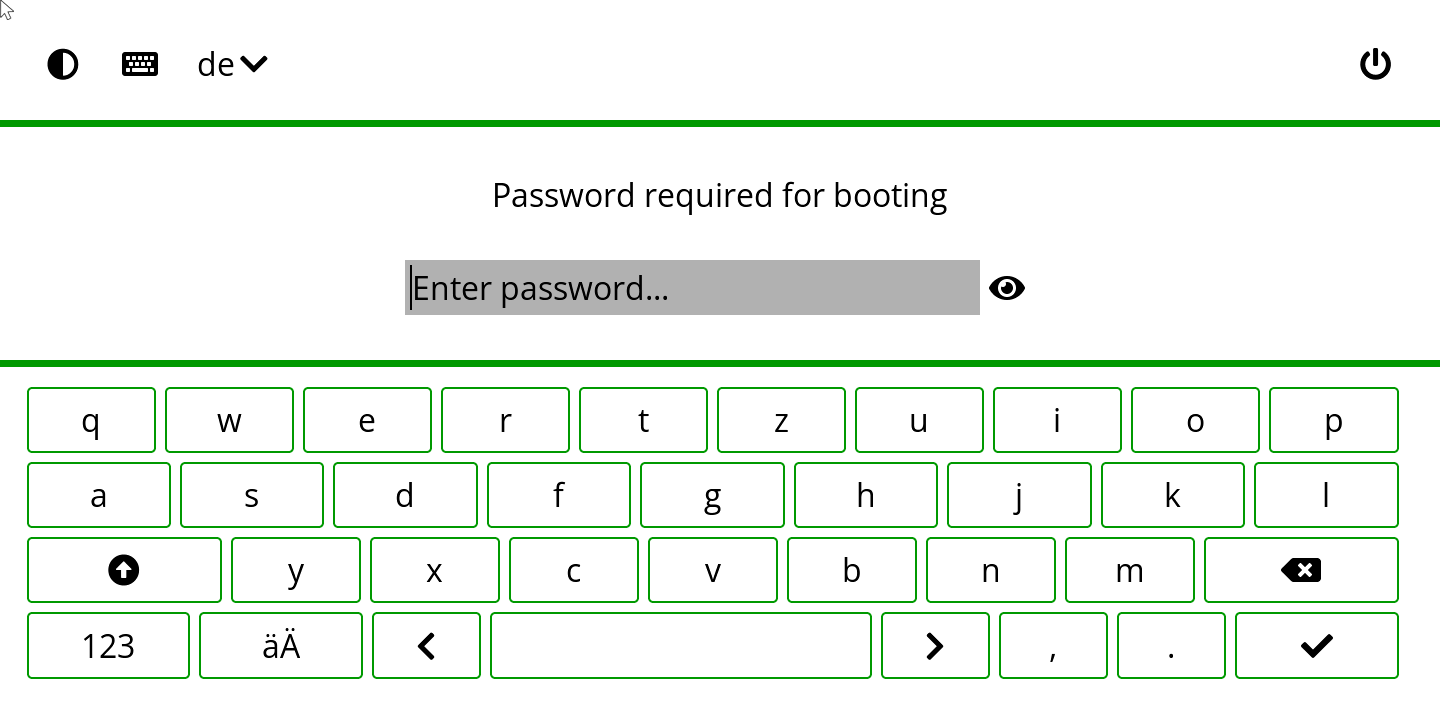 de
Password required for booting
Enter password...
q w e r t z u i o p
a s d f g h j k l
y x c v b n m
123 äÄ , .